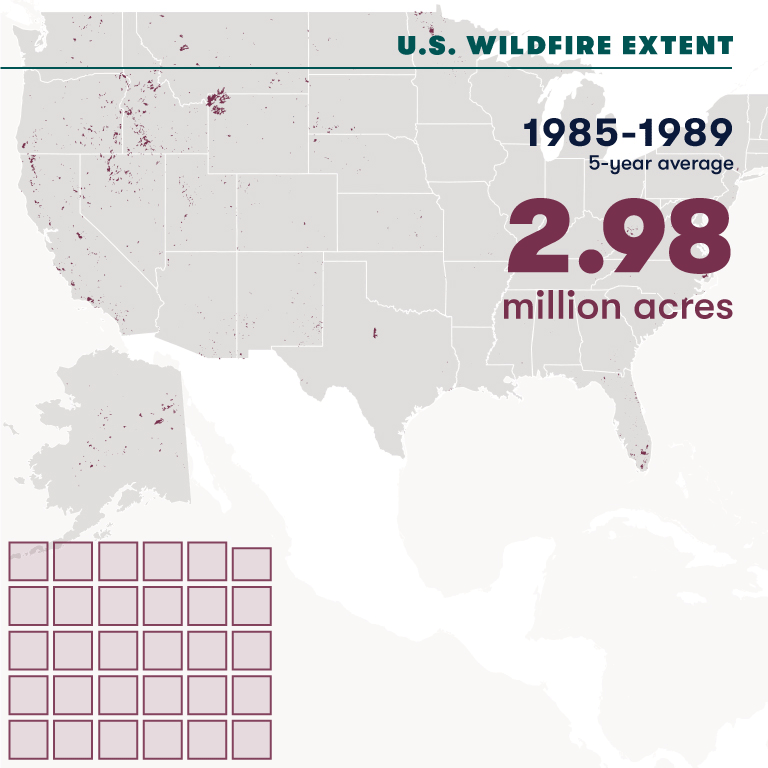 U.S. WILDFIRE EXTENT
1985-1989
5-year average
2.98
million acres